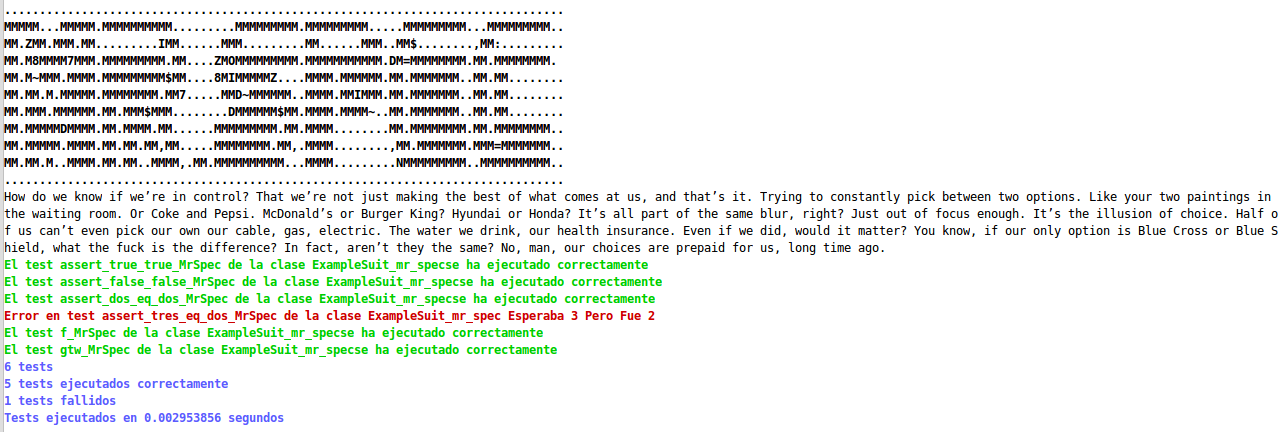 ................................................................................
MMMMM...MMMMM.MMMMMMMMMM.........MMMMMMMMM.MMMMMMMMM.....MMMMMMMMM...MMMMMMMMM..
MM.ZMM.MMM.MM.........IMM......MMM.........MM......MMM..MM$........,MM:.........
MM.M8MMMM7MMM.MMMMMMMMM.MM....ZMOMMMMMMMMM.MMMMMMMMMMM.DM=MMMMMMMM.MM.MMMMMMMM.
MM.M~MMM.MMMM.MMMMMMMMM$MM....8MIMMMMMZ....MMMM.MMMMMM.MM.MMMMMMM..MM.MM........
MM.MM.M.MMMMM.MMMMMMMM.MM7.....MMD~MMMMMM..MMMM.MMIMMM.MM.MMMMMMM..MM.MM........
MM.MMM.MMMMMM.MM.MMM$MMM........DMMMMMM$MM.MMMM.MMMM~..MM.MMMMMMM..MM.MM........
MM.MMMMMDMMMM.MM.MMMM.MM......MMMMMMMMM.MM.MMMM........MM.MMMMMMMM.MM.MMMMMMMM..
MM.MMMMM.MMMM.MM.MM.MM,MM.....MMMMMMMM.MM,.MMMM........,MM.MMMMMMM.MMM=MMMMMMM..
MM.MM.M..MMMM.MM.MM..MMMM,.MM.MMMMMMMMMM...MMMM.........NMMMMMMMMM..MMMMMMMMMM..
................................................................................
How do we know if we’re in control? That we’re not just making the best of what comes at us, and that’s it. Trying to constantly pick between two options. Like your two paintings in
the waiting room. Or Coke and Pepsi. McDonald’s or Burger King? Hyundai or Honda? It’s all part of the same blur, right? Just out of focus enough. It’s the illusion of choice. Half o
f us can’t even pick our own our cable, gas, electric. The water we drink, our health insurance. Even if we did, would it matter? You know, if our only option is Blue Cross or Blue S
hield, what the fuck is the difference? In fact, aren’t they the same? No, man, our choices are prepaid for us, long time ago.
El test assert_true_true_MrSpec de la clase ExampleSuit_mr_specse ha ejecutado correctamente
El test assert_false_false_MrSpec de la clase ExampleSuit_mr_specse ha ejecutado correctamente
El test assert_dos_eq_dos_MrSpec de la clase ExampleSuit_mr_specse ha ejecutado correctamente
Error en test assert_tres_eq_dos_MrSpec de la clase ExampleSuit_mr_spec Esperaba 3 Pero Fue 2
El test f_MrSpec de la clase ExampleSuit_mr_specse ha ejecutado correctamente
El test gtw_MrSpec de la clase ExampleSuit_mr_specse ha ejecutado correctamente
6 tests
5 tests ejecutados correctamente
1 tests fallidos
Tests ejecutados en 0.002953856 segundos